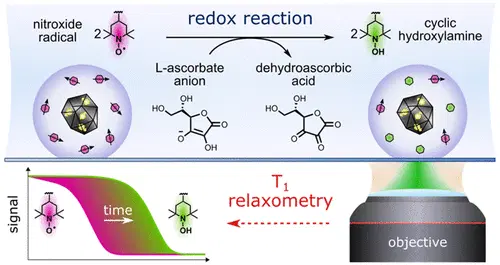 redox reaction
nitroxide
radical
2
N
O•
L-ascorbate
anion
dehydroascorbic
acid
2
N
OH
cyclic
hydroxylamine
OH
HO
O
O
⊖O
OH
OH
HO
O
O
O
O
T1
relaxometry
signal
N
O•
time
N
OH
objective